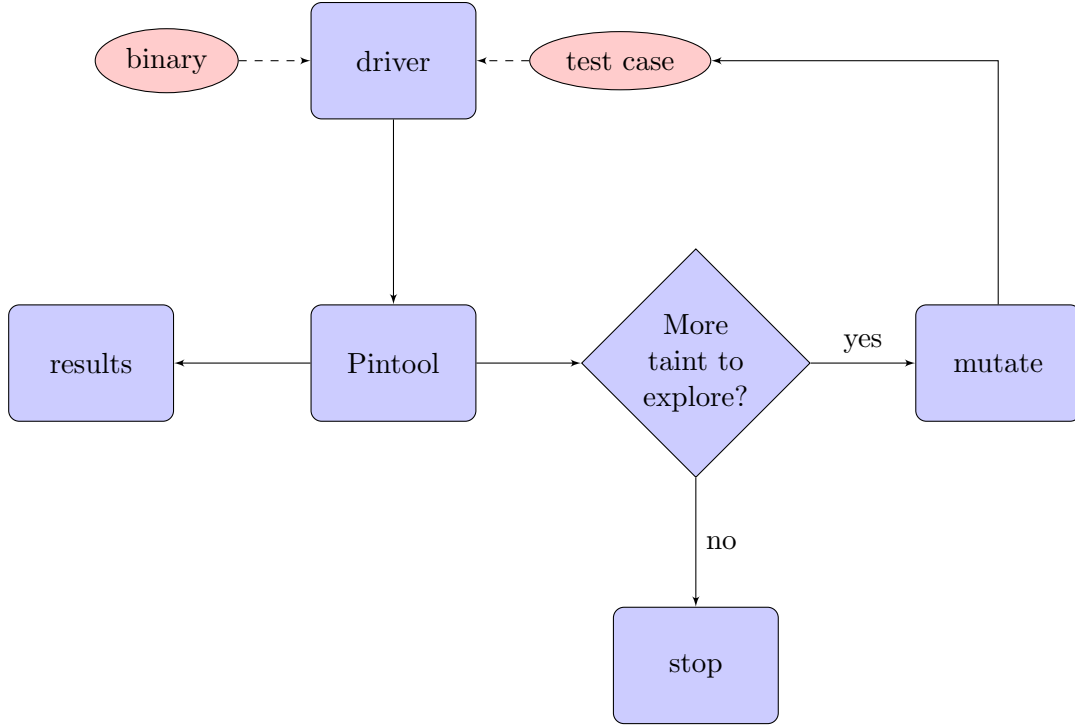 binary
driver
test case
results
Pintool
More
taint to
explore?
yes
mutate
no
stop